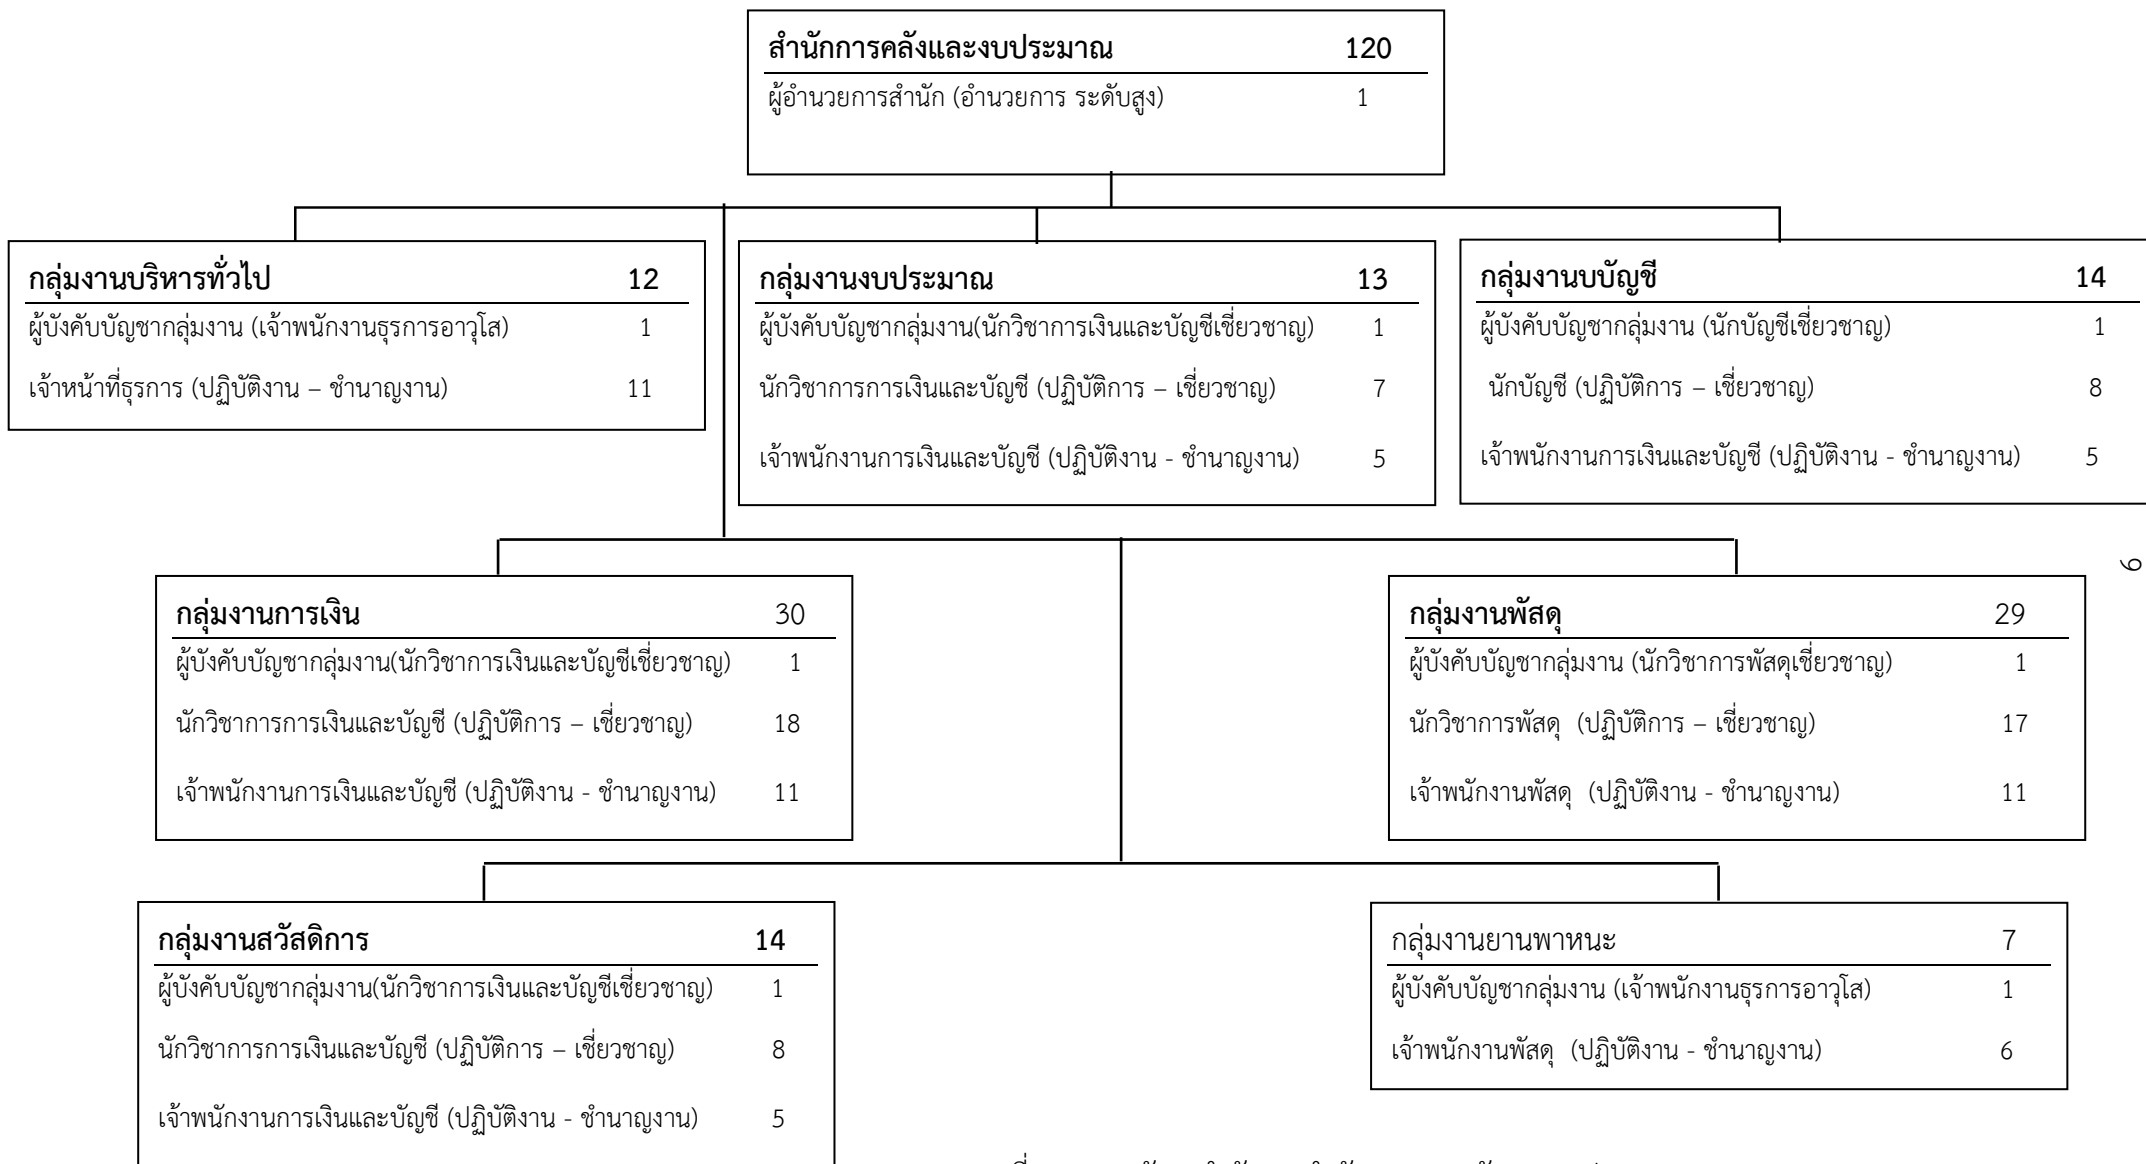 สำนักการคลังและงบประมาณ 120
ผู้อำนวยการสำนัก (อำนวยการ ระดับสูง) 1
กลุ่มงานบริหารทั่วไป 12
ผู้บังคับบัญชากลุ่มงาน (เจ้าพนักงานธุรการอาวุโส) 1
เจ้าหน้าที่ธุรการ (ปฏิบัติงาน – ชำนาญงาน) 11
กลุ่มงานงบประมาณ 13
ผู้บังคับบัญชากลุ่มงาน(นักวิชาการเงินและบัญชีเชี่ยวชาญ) 1
นักวิชาการการเงินและบัญชี (ปฏิบัติการ – เชี่ยวชาญ) 7
เจ้าพนักงานการเงินและบัญชี (ปฏิบัติงาน - ชำนาญงาน) 5
กลุ่มงานบบัญชี 14
ผู้บังคับบัญชากลุ่มงาน (นักบัญชีเชี่ยวชาญ) 1
นักบัญชี (ปฏิบัติการ – เชี่ยวชาญ) 8
เจ้าพนักงานการเงินและบัญชี (ปฏิบัติงาน - ชำนาญงาน) 5
กลุ่มงานการเงิน 30
ผู้บังคับบัญชากลุ่มงาน(นักวิชาการเงินและบัญชีเชี่ยวชาญ) 1
นักวิชาการการเงินและบัญชี (ปฏิบัติการ – เชี่ยวชาญ) 18
เจ้าพนักงานการเงินและบัญชี (ปฏิบัติงาน - ชำนาญงาน) 11
กลุ่มงานพัสดุ 29
ผู้บังคับบัญชากลุ่มงาน (นักวิชาการพัสดุเชี่ยวชาญ) 1
นักวิชาการพัสดุ (ปฏิบัติการ – เชี่ยวชาญ) 17
เจ้าพนักงานพัสดุ (ปฏิบัติงาน - ชำนาญงาน) 11
กลุ่มงานสวัสดิการ 14
ผู้บังคับบัญชากลุ่มงาน(นักวิชาการเงินและบัญชีเชี่ยวชาญ) 1
นักวิชาการการเงินและบัญชี (ปฏิบัติการ – เชี่ยวชาญ) 8
เจ้าพนักงานการเงินและบัญชี (ปฏิบัติงาน - ชำนาญงาน) 5
กลุ่มงานยานพาหนะ 7
ผู้บังคับบัญชากลุ่มงาน (เจ้าพนักงานธุรการอาวุโส) 1
เจ้าพนักงานพัสดุ (ปฏิบัติงาน - ชำนาญงาน) 6